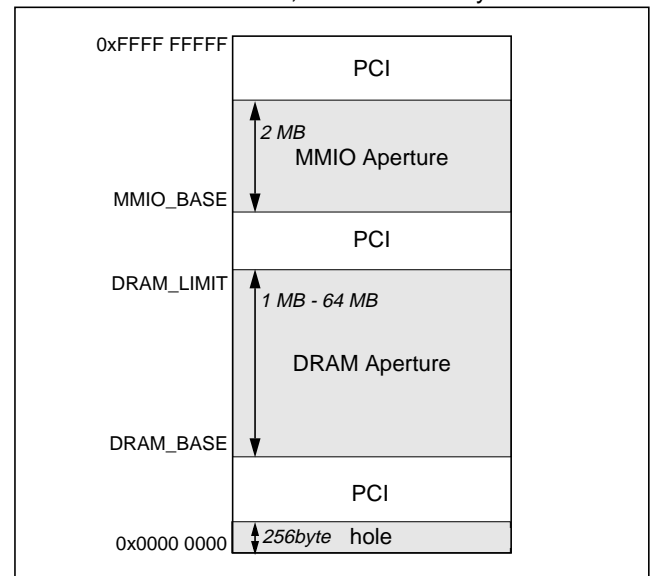 0xFFFF FFFFF
PCI
2 MB
MMIO Aperture
MMIO_BASE
PCI
DRAM_LIMIT
1 MB - 64 MB
DRAM Aperture
DRAM_BASE
PCI
256byte hole
0x0000 0000